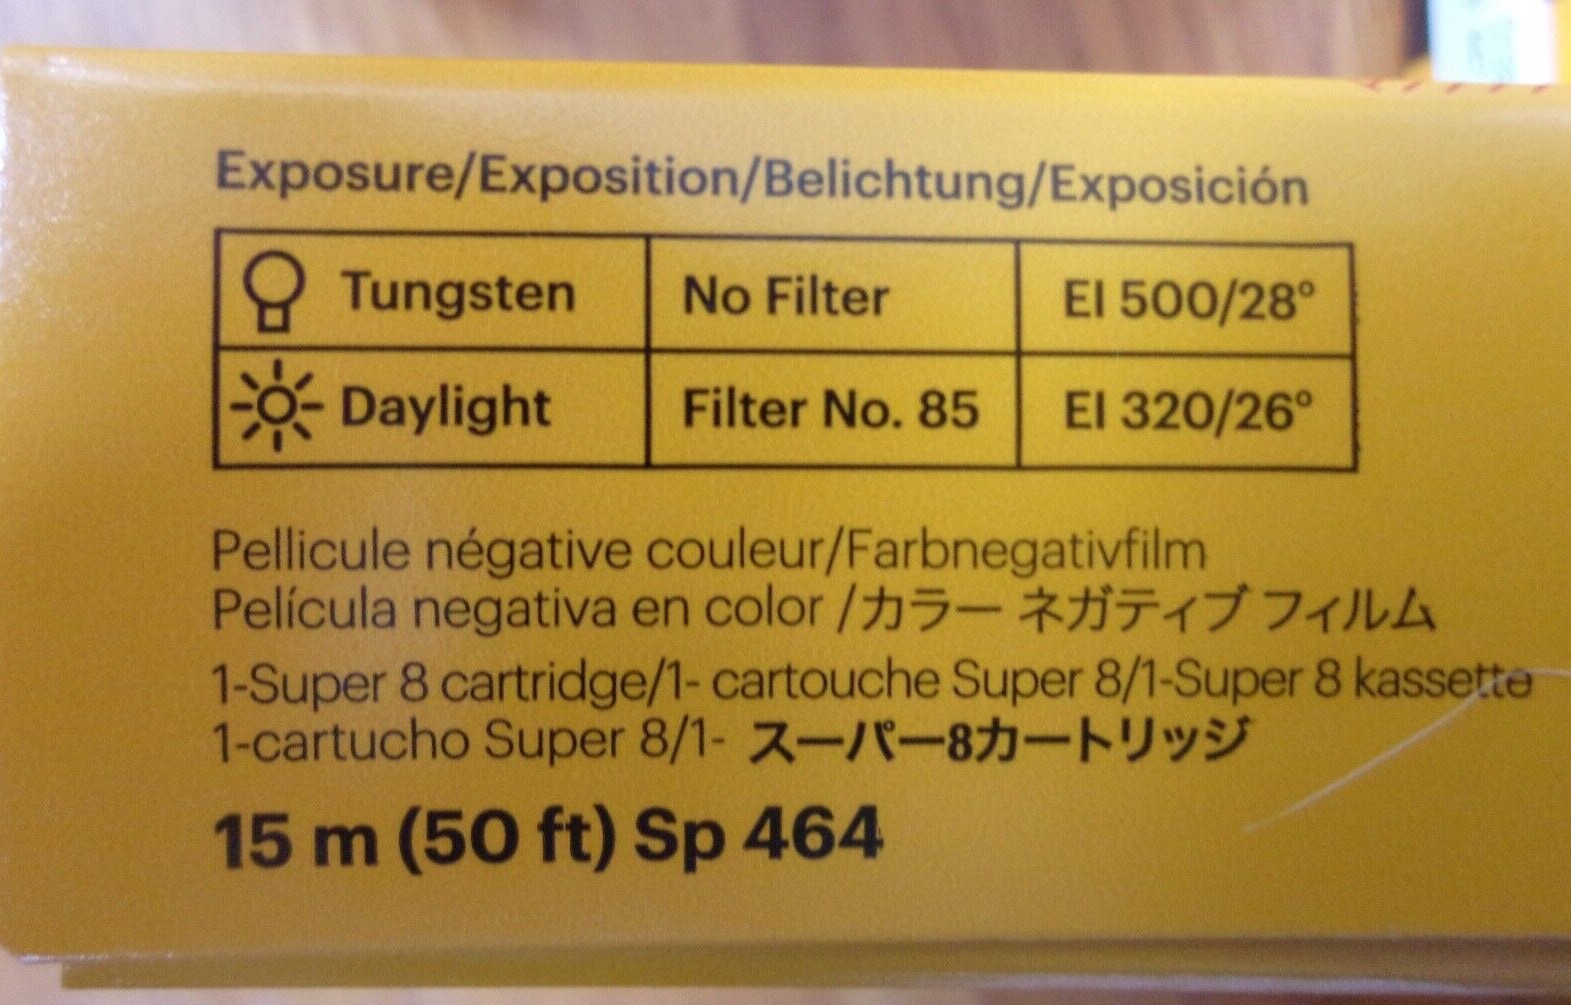 Exposure/Exposition/Belichtung/Exposición
Tungsten No Filter EI 500/28°
Daylight Filter No. 85 EI 320/26°
Pellicule négative couleur/Farbnegativfilm
Película negativa en color /カラー ネガティブ フィルム
1-Super 8 cartridge/1- cartouche Super 8/1-Super 8 kassette
1-cartucho Super 8/1- スーパー8カートリッジ
15 m (50 ft) Sp 464